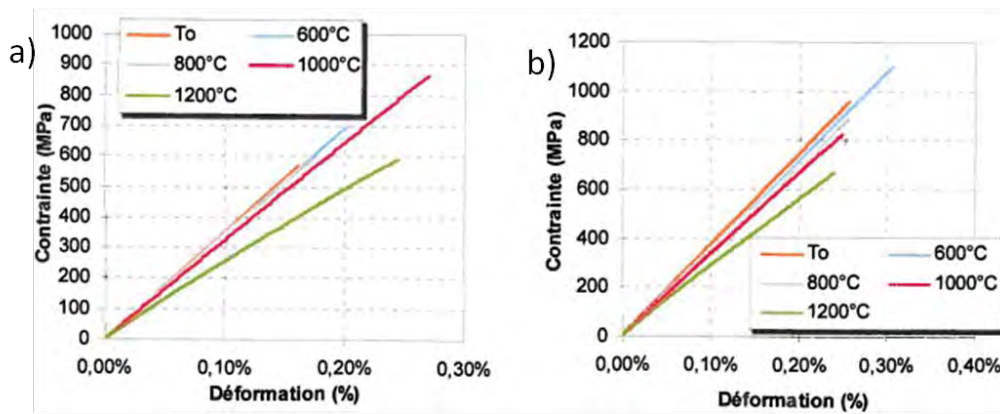 a)
To 600°C
800°C 1000°C
1200°C
Contrainte (MPa)
1000
900
800
700
600
500
400
300
200
100
0
0,00% 0,10% 0,20% 0,30%
Déformation (%)
b)
Contrainte (MPa)
1200
1000
800
600
400
200
0
To 600°C
800°C 1000°C
1200°C
0,00% 0,10% 0,20% 0,30% 0,40%
Déformation (%)